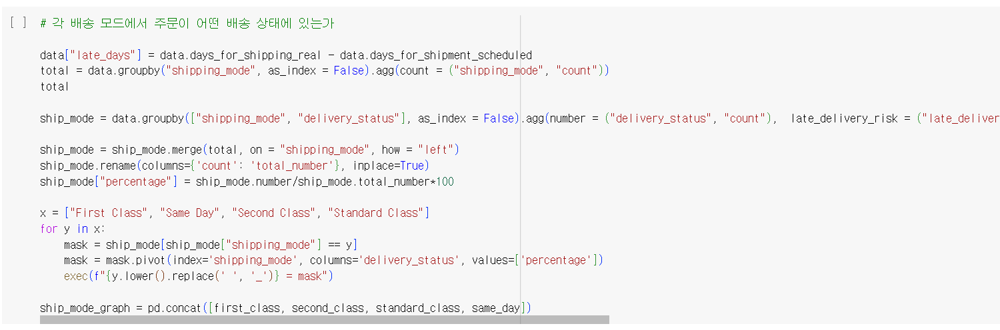 [ ] # 각 배송 모드에서 주문이 어떤 배송 상태에 있는가
data["late_days"] = data.days_for_shipping_real - data.days_for_shipment_scheduled
total = data.groupby("shipping_mode", as_index = False).agg(count = ("shipping_mode", "count"))
total
ship_mode = data.groupby(["shipping_mode", "delivery_status"], as_index = False).agg(number = ("delivery_status", "count"),  late_delivery_risk = ("late_deliver
ship_mode = ship_mode.merge(total, on = "shipping_mode", how = "left")
ship_mode.rename(columns={'count': 'total_number'}, inplace=True)
ship_mode["percentage"] = ship_mode.number/ship_mode.total_number*100
x = ["First Class", "Same Day", "Second Class", "Standard Class"]
for y in x:
    mask = ship_mode[ship_mode["shipping_mode"] == y]
    mask = mask.pivot(index='shipping_mode', columns='delivery_status', values=['percentage'])
    exec(f"{y.lower().replace(' ', '_')} = mask")
ship_mode_graph = pd.concat([first_class, second_class, standard_class, same_day])